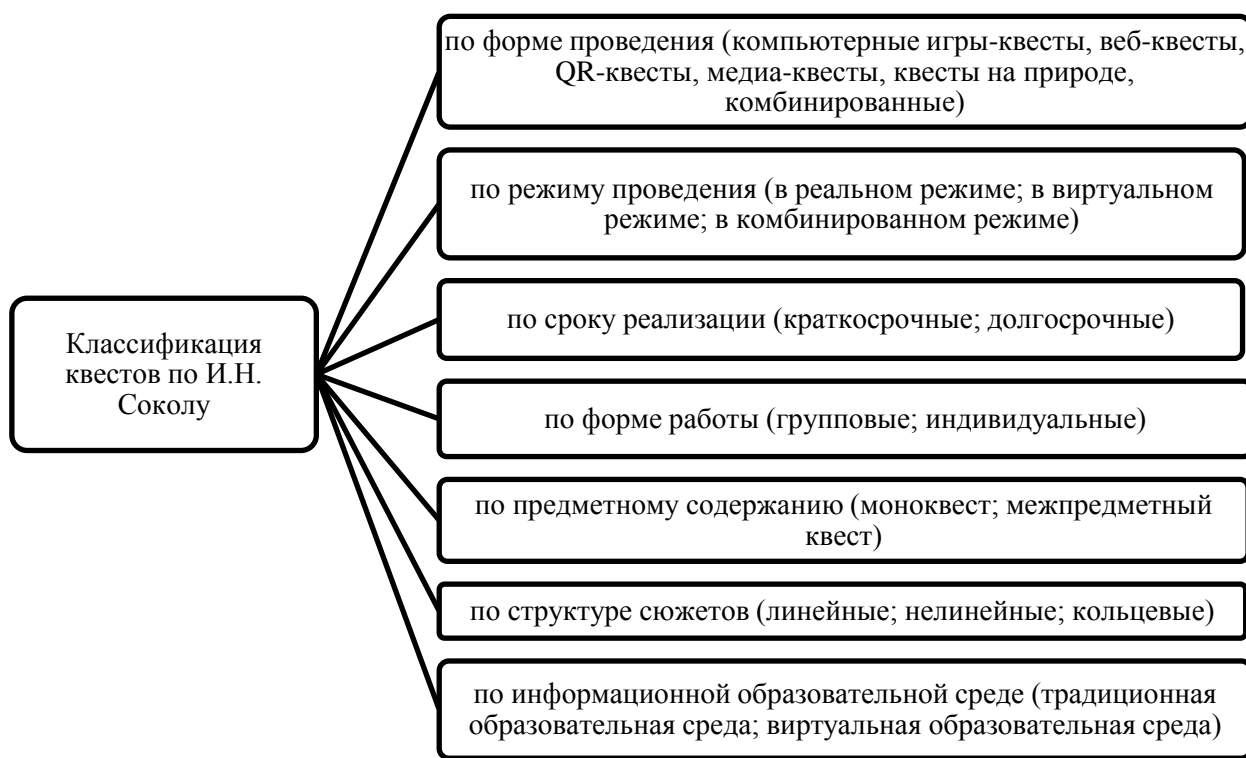 по форме проведения (компьютерные игры-квесты, веб-квесты,
QR-квесты, медиа-квесты, квесты на природе,
комбинированные)
по режиму проведения (в реальном режиме; в виртуальном
режиме; в комбинированном режиме)
по сроку реализации (краткосрочные; долгосрочные)
Классификация
квестов по И.Н.
Соколу
по форме работы (групповые; индивидуальные)
по предметному содержанию (моноквест; межпредметный
квест)
по структуре сюжетов (линейные; нелинейные; кольцевые)
по информационной образовательной среде (традиционная
образовательная среда; виртуальная образовательная среда)